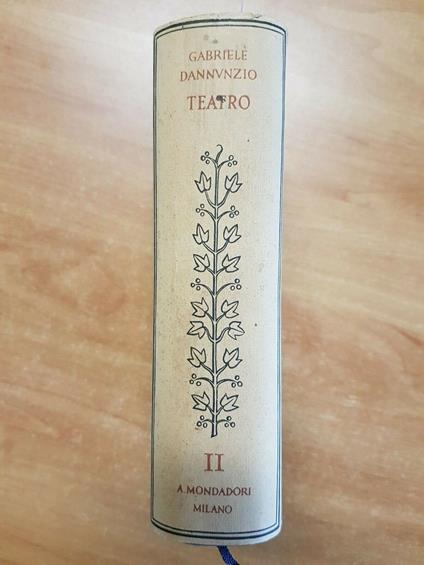 GABRIELE
DANNVNZIO
TEATRO
II
A. MONDADORI
MILANO